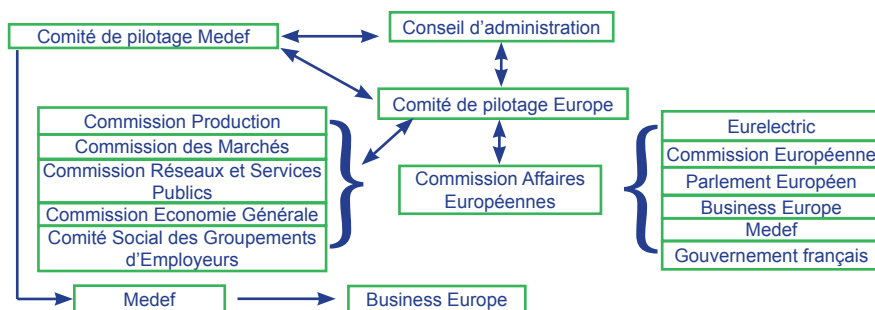 Comité de pilotage Medef
Conseil d'administration
Comité de pilotage Europe
Commission Production
Commission des Marchés
Commission Réseaux et Services
Publics
Commission Economie Générale
Comité Social des Groupements
d'Employeurs
Commission Affaires
Européennes
Eurelectric
Commission Européenne
Parlement Européen
Business Europe
Medef
Gouvernement français
Medef
Business Europe